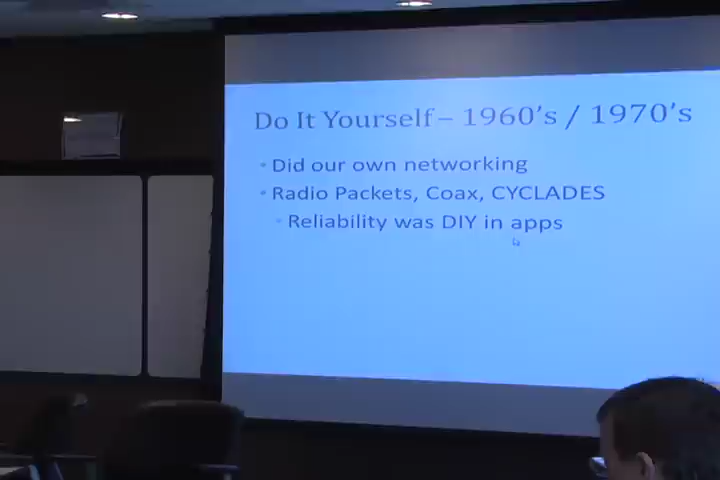 Do It Yourself – 1960's / 1970's
Did our own networking
Radio Packets, Coax, CYCLADES
Reliability was DIY in apps